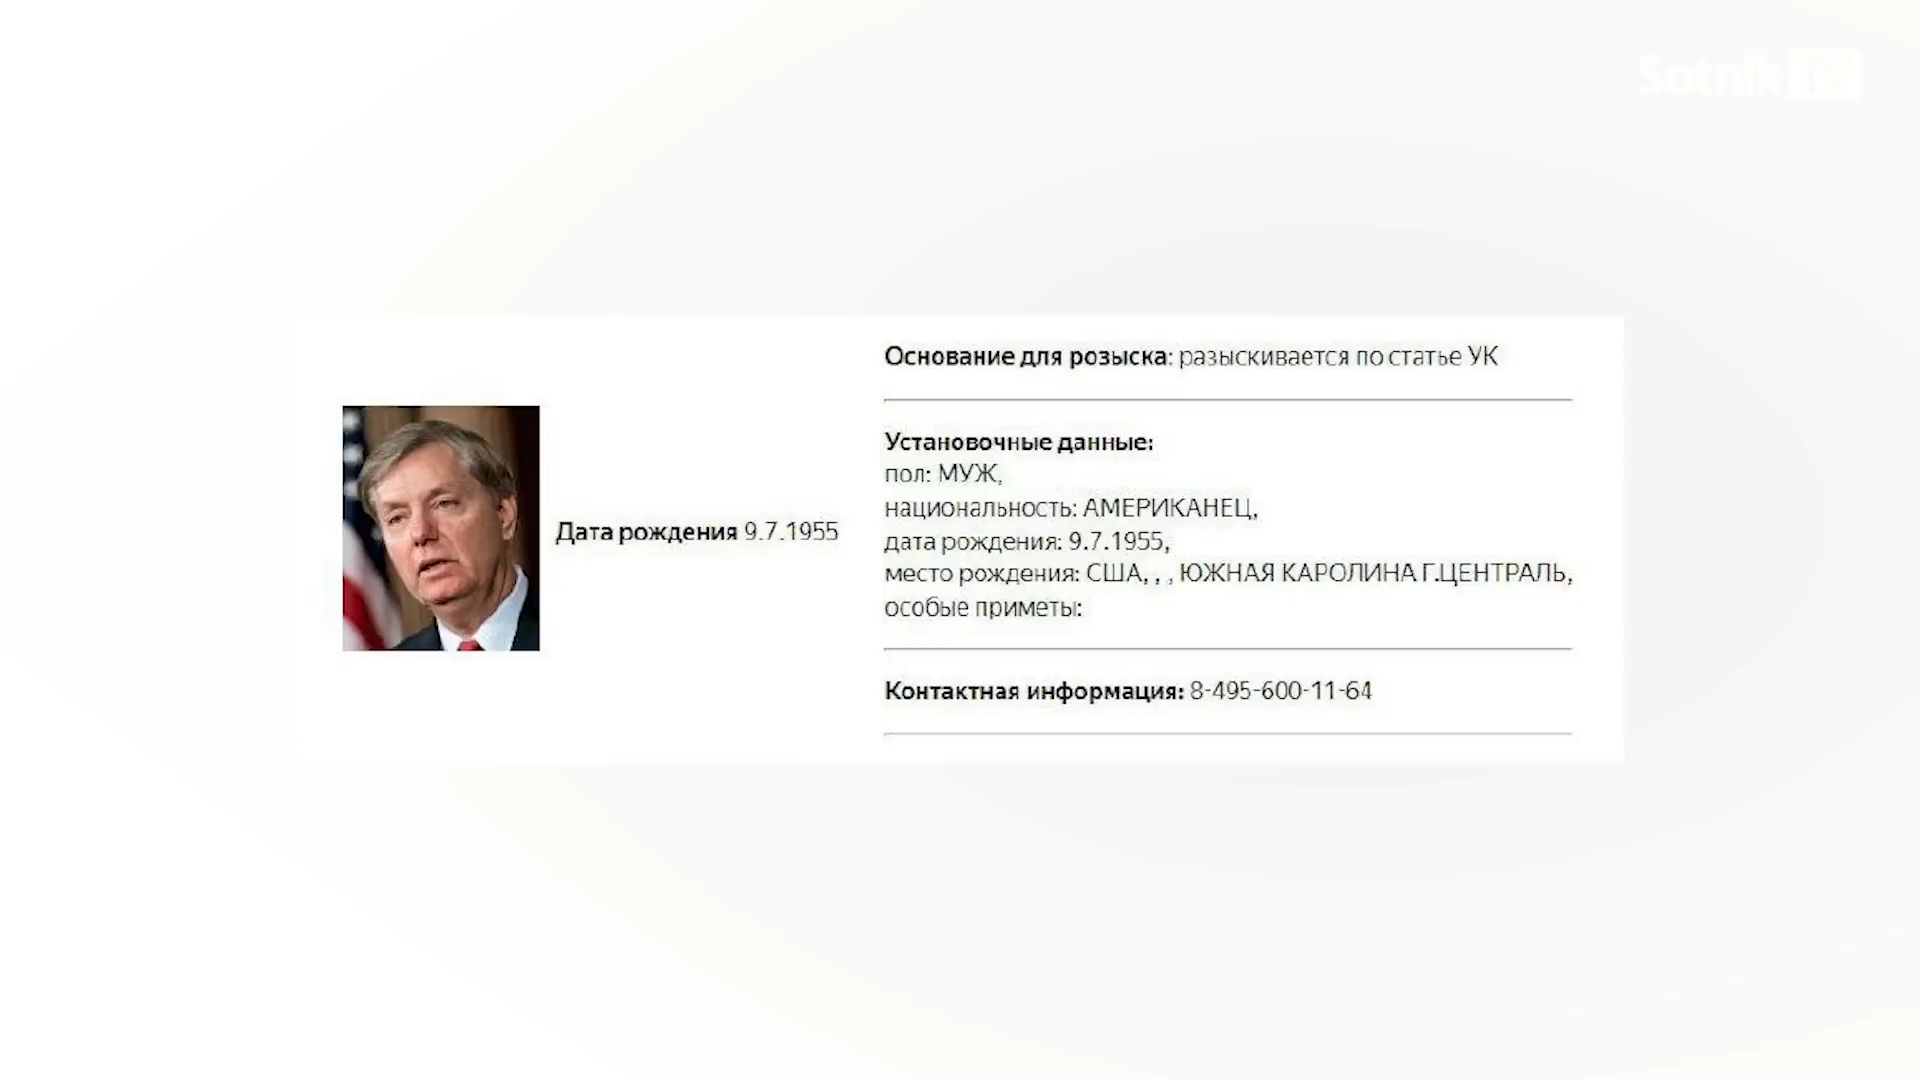 Sotnik TV
Основание для розыска: разыскивается по статье УК
Дата рождения 9.7.1955
Установочные данные:
пол: МУЖ,
национальность: АМЕРИКАНЕЦ,
дата рождения: 9.7.1955,
место рождения: США, , , ЮЖНАЯ КАРОЛИНА Г.ЦЕНТРАЛЬ,
особые приметы:
Контактная информация: 8-495-600-11-64